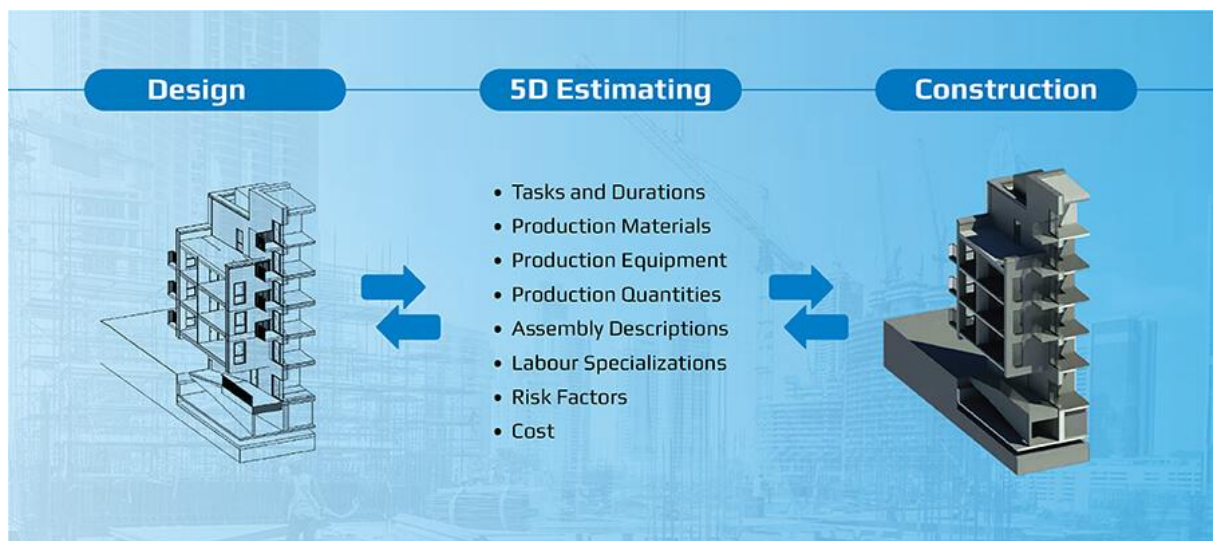 Design
5D Estimating
Construction
• Tasks and Durations
• Production Materials
• Production Equipment
• Production Quantities
• Assembly Descriptions
• Labour Specializations
• Risk Factors
• Cost